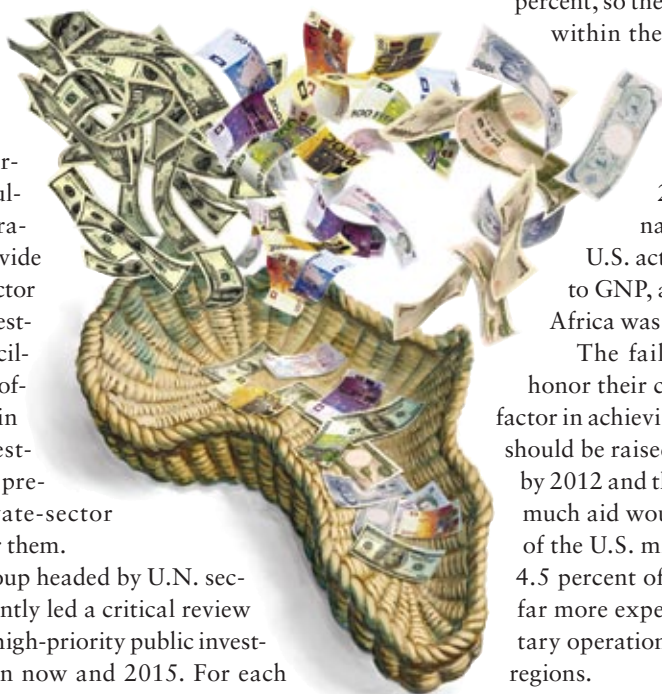 r-
ul-
ra-
wide
ctor
est-
cil-
of-
in
est-
pre-
ate-sector
r them.
oup headed by U.N. sec-
ntly led a critical review
high-priority public invest-
n now and 2015. For each
percent, so the
within the
2
na
U.S. act
to GNP, a
Africa was
The fail
honor their c
factor in achievi
should be raised
by 2012 and th
much aid wou
of the U.S. m
4.5 percent of
far more expe
tary operation
regions.